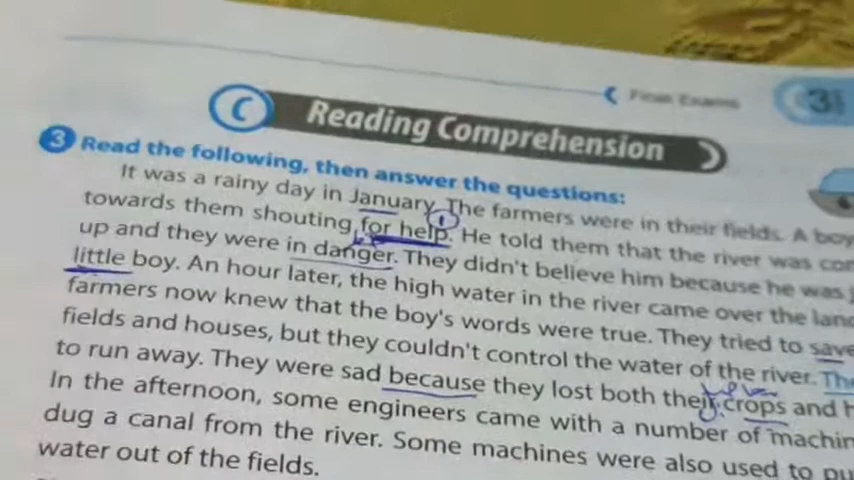 Final Exams
3
C Reading Comprehension
3 Read the following, then answer the questions:
It was a rainy day in January. The farmers were in their fields. A boy
towards them shouting for help. He told them that the river was
up and they were in danger. They didn't believe him because he was
little boy. An hour later, the high water in the river came over the
farmers now knew that the boy's words were true. They tried to save
fields and houses, but they couldn't control the water of the river.
to run away. They were sad because they lost both their crops and
In the afternoon, some engineers came with a number of
dug a canal from the river. Some machines were also used to
water out of the fields.